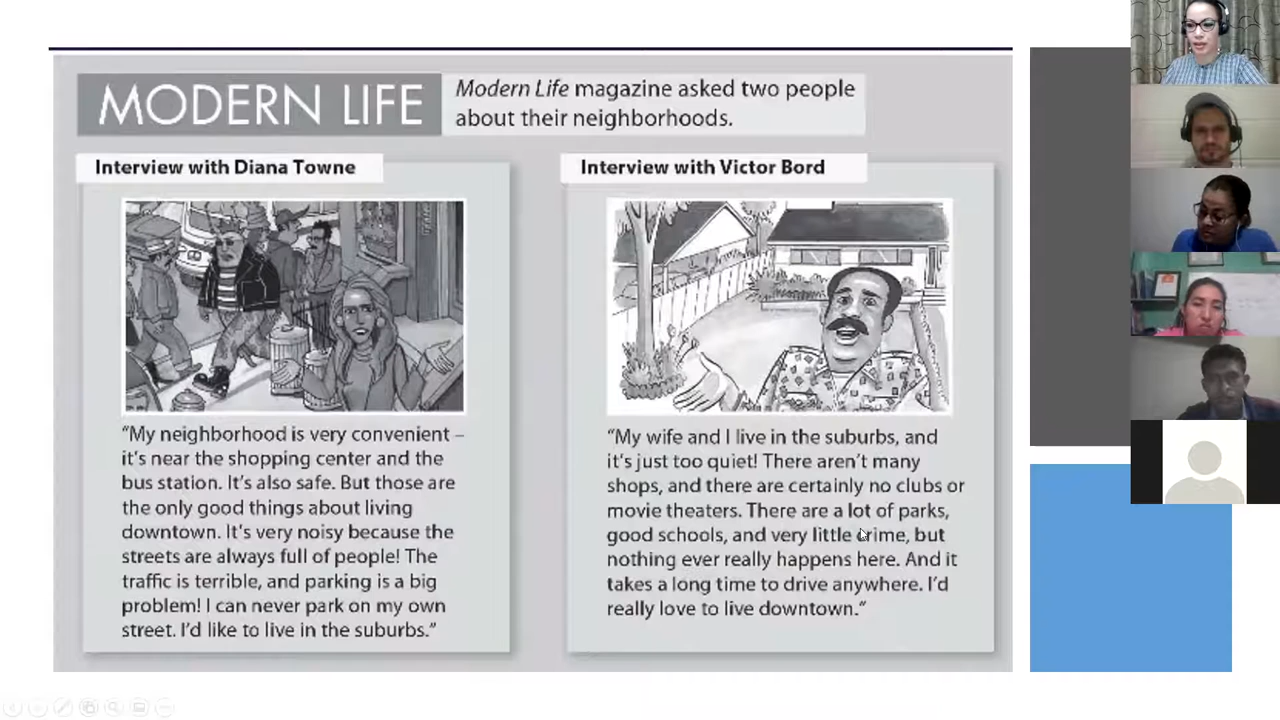 MODERN LIFE
Modern Life magazine asked two people
about their neighborhoods.
Interview with Diana Towne
“My neighborhood is very convenient –
it’s near the shopping center and the
bus station. It’s also safe. But those are
the only good things about living
downtown. It’s very noisy because the
streets are always full of people! The
traffic is terrible, and parking is a big
problem! I can never park on my own
street. I’d like to live in the suburbs.”
Interview with Victor Bord
“My wife and I live in the suburbs, and
it’s just too quiet! There aren’t many
shops, and there are certainly no clubs or
movie theaters. There are a lot of parks,
good schools, and very little crime, but
nothing ever really happens here. And it
takes a long time to drive anywhere. I’d
really love to live downtown.”